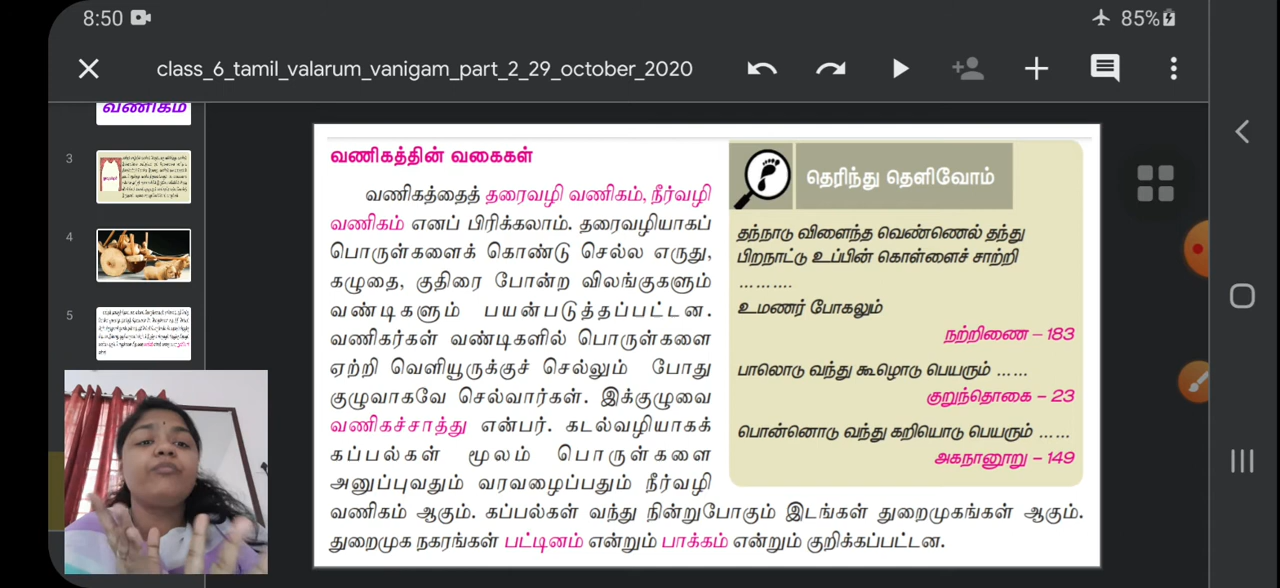 8:50
85%
class_6_tamil_valarum_vanigam_part_2_29_october_2020
வணிகம்
3
4
5
வணிகத்தின் வகைகள்
வணிகத்தைத் தரைவழி வணிகம், நீர்வழி
வணிகம் எனப் பிரிக்கலாம். தரைவழியாகப்
பொருள்களைக் கொண்டு செல்ல எருது,
கழுதை, குதிரை போன்ற விலங்குகளும்
வண்டிகளும் பயன்படுத்தப்பட்டன.
வணிகர்கள் வண்டிகளில் பொருள்களை
ஏற்றி வெளியூருக்குச் செல்லும் போது
குழுவாகவே செல்வார்கள். இக்குழுவை
வணிகச்சாத்து என்பர். கடல்வழியாகக்
கப்பல்கள் மூலம் பொருள்களை
அனுப்புவதும் வரவழைப்பதும் நீர்வழி
வணிகம் ஆகும். கப்பல்கள் வந்து நின்றுபோகும் இடங்கள் துறைமுகங்கள் ஆகும்.
துறைமுக நகரங்கள் பட்டினம் என்றும் பாக்கம் என்றும் குறிக்கப்பட்டன.
தெரிந்து தெளிவோம்
தந்நாடு விளைந்த வெண்ணெல் தந்து
பிறநாட்டு உப்பின் கொள்ளைச் சாற்றி
……….
உமணர் போகலும்
நற்றிணை – 183
பாலொடு வந்து கூழொடு பெயரும் ……
குறுந்தொகை – 23
பொன்னொடு வந்து கறியொடு பெயரும் ……
அகநானூறு – 149